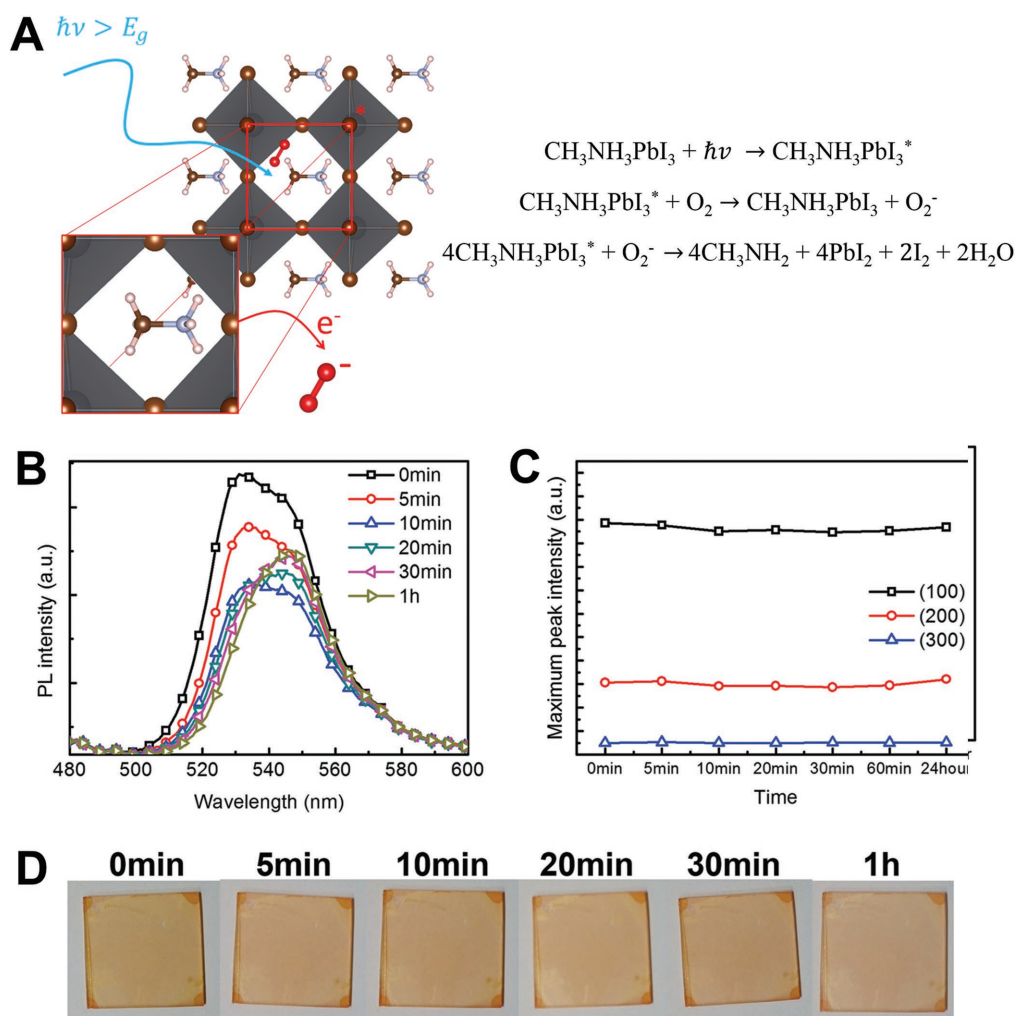 A
ℏν > E_g
*
e⁻
−
CH₃NH₃PbI₃ + ℏν → CH₃NH₃PbI₃*
CH₃NH₃PbI₃* + O₂ → CH₃NH₃PbI₃ + O₂⁻
4CH₃NH₃PbI₃* + O₂⁻ → 4CH₃NH₂ + 4PbI₂ + 2I₂ + 2H₂O
B
PL intensity (a.u.)
0min
5min
10min
20min
30min
1h
480 500 520 540 560 580 600
Wavelength (nm)
C
Maximum peak intensity (a.u.)
(100)
(200)
(300)
0min 5min 10min 20min 30min 60min 24hour
Time
D
0min 5min 10min 20min 30min 1h